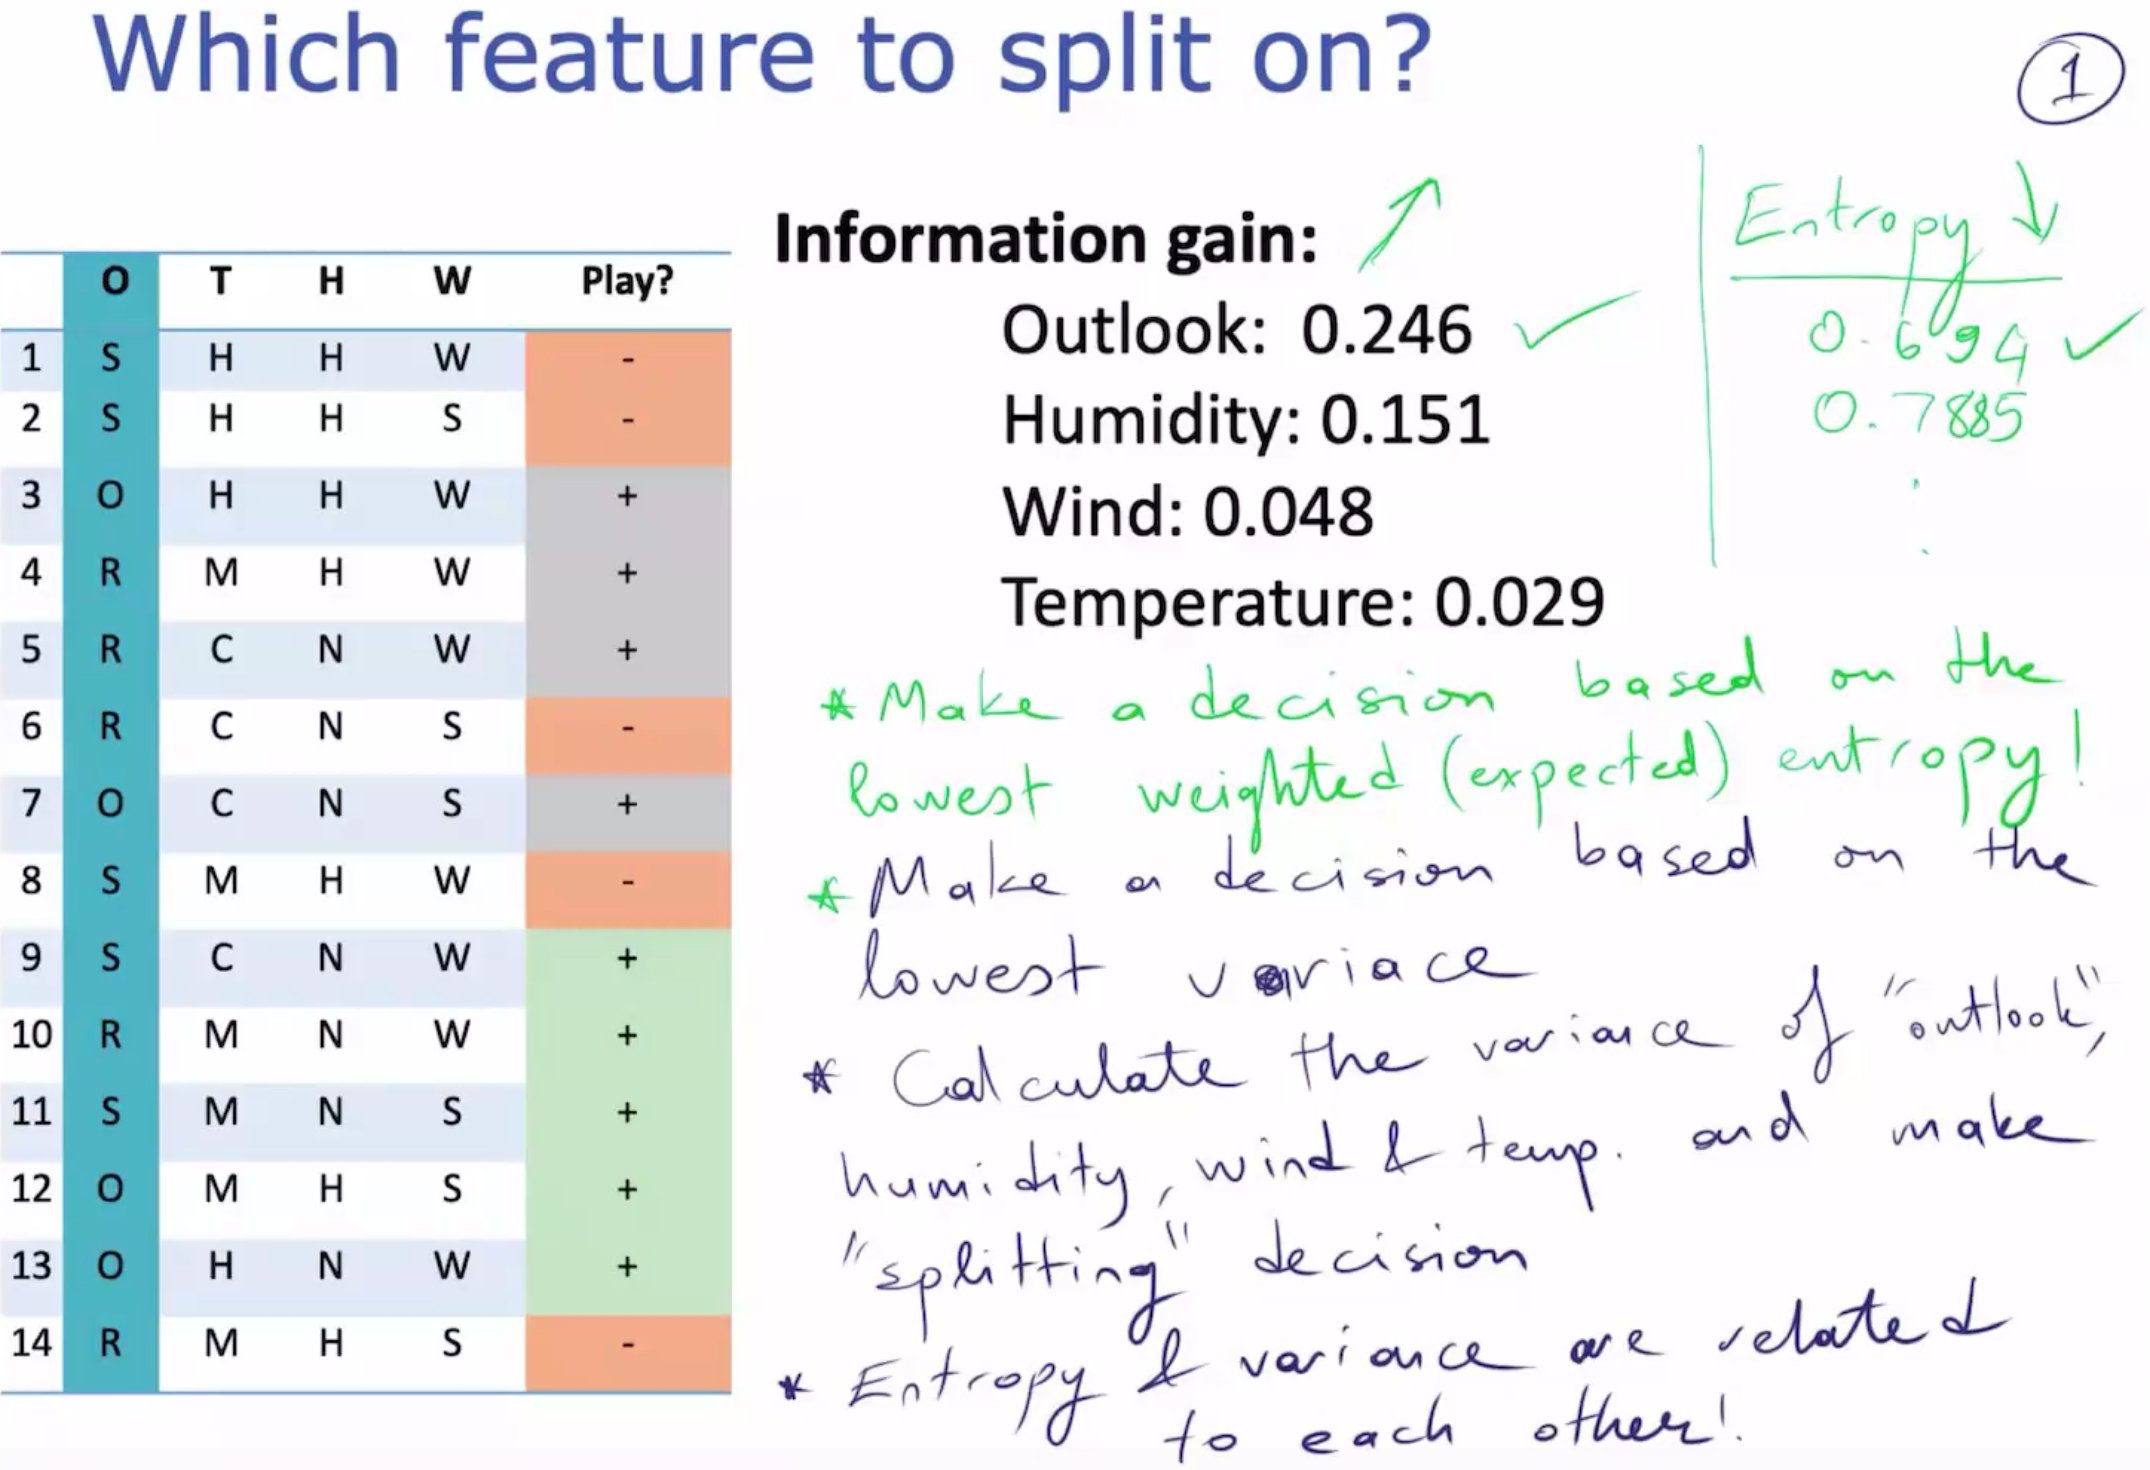 Which feature to split on?
1
Information gain:
Outlook: 0.246
Humidity: 0.151
Wind: 0.048
Temperature: 0.029
Entropy
0.694
0.7885
O T H W Play?
1 S H H W -
2 S H H S -
3 O H H W +
4 R M H W +
5 R C N W +
6 R C N S -
7 O C N S +
8 S M H W -
9 S C N W +
10 R M N W +
11 S M N S +
12 O M H S +
13 O H N W +
14 R M H S -
* Make a decision based on the
lowest weighted (expected) entropy!
* Make a decision based on the
lowest variace
* Calculate the variance of "outlook",
humidity, wind & temp. and make
"splitting" decision
* Entropy & variance are related
to each other!